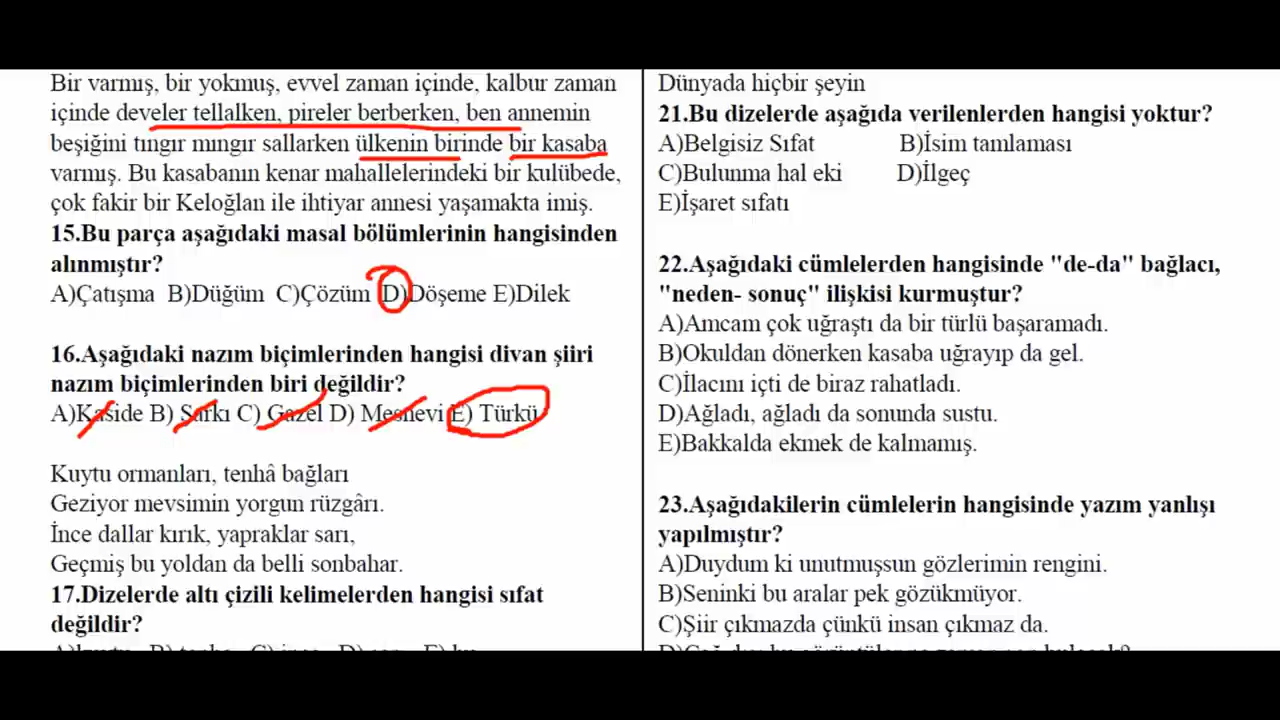 Bir varmış, bir yokmuş, evvel zaman içinde, kalbur zaman
içinde develer tellalken, pireler berberken, ben annemin
beşiğini tıngır mıngır sallarken ülkenin birinde bir kasaba
varmış. Bu kasabanın kenar mahallelerindeki bir kulübede,
çok fakir bir Keloğlan ile ihtiyar annesi yaşamakta imiş.
15.Bu parça aşağıdaki masal bölümlerinin hangisinden
alınmıştır?
A)Çatışma B)Düğüm C)Çözüm D)Döşeme E)Dilek
16.Aşağıdaki nazım biçimlerinden hangisi divan şiiri
nazım biçimlerinden biri değildir?
A)Kaside B) Şarkı C) Gazel D) Mesnevi E) Türkü
Kuytu ormanları, tenhâ bağları
Geziyor mevsimin yorgun rüzgârı.
İnce dallar kırık, yapraklar sarı,
Geçmiş bu yoldan da belli sonbahar.
17.Dizelerde altı çizili kelimelerden hangisi sıfat
değildir?
Dünyada hiçbir şeyin
21.Bu dizelerde aşağıda verilenlerden hangisi yoktur?
A)Belgisiz Sıfat B)İsim tamlaması
C)Bulunma hal eki D)İlgeç
E)İşaret sıfatı
22.Aşağıdaki cümlelerden hangisinde "de-da" bağlacı,
"neden- sonuç" ilişkisi kurmuştur?
A)Amcam çok uğraştı da bir türlü başaramadı.
B)Okuldan dönerken kasaba uğrayıp da gel.
C)İlacını içti de biraz rahatladı.
D)Ağladı, ağladı da sonunda sustu.
E)Bakkalda ekmek de kalmamış.
23.Aşağıdakilerin cümlelerin hangisinde yazım yanlışı
yapılmıştır?
A)Duydum ki unutmuşsun gözlerimin rengini.
B)Seninki bu aralar pek gözükmüyor.
C)Şiir çıkmazda çünkü insan çıkmaz da.